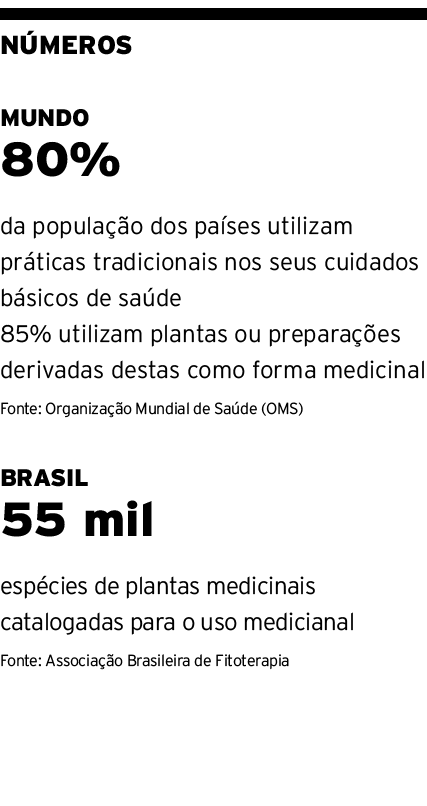 NÚMEROS
MUNDO
80%
da população dos países utilizam
práticas tradicionais nos seus cuidados
básicos de saúde
85% utilizam plantas ou preparações
derivadas destas como forma medicinal
Fonte: Organização Mundial de Saúde (OMS)
BRASIL
55 mil
espécies de plantas medicinais
catalogadas para o uso medicianal
Fonte: Associação Brasileira de Fitoterapia